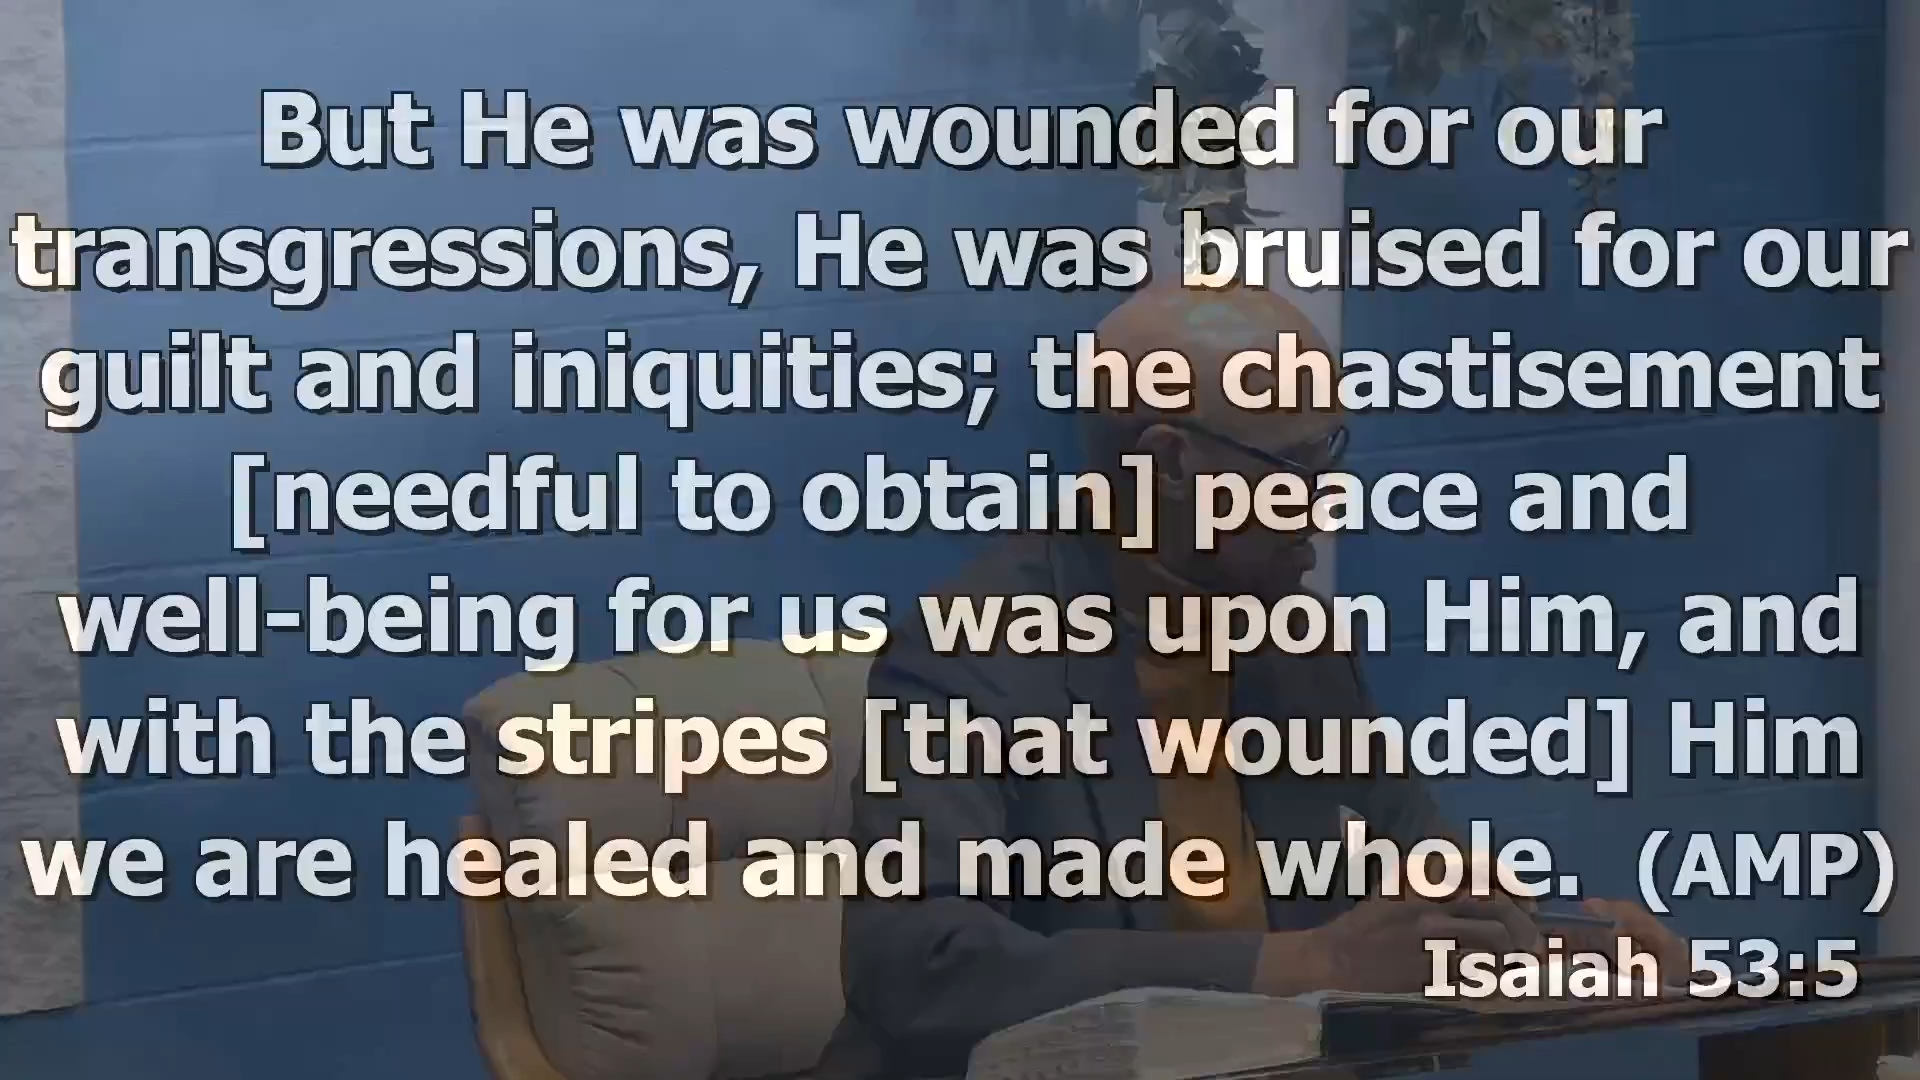 But He was wounded for our
transgressions, He was bruised for our
guilt and iniquities; the chastisement
[needful to obtain] peace and
well-being for us was upon Him, and
with the stripes [that wounded] Him
we are healed and made whole. (AMP)
Isaiah 53:5